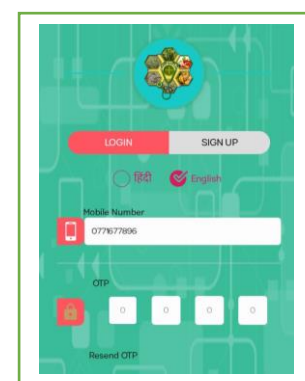 LOGIN SIGN UP
हिंदी English
Mobile Number
0771677896
OTP
0 0 0 0
Resend OTP